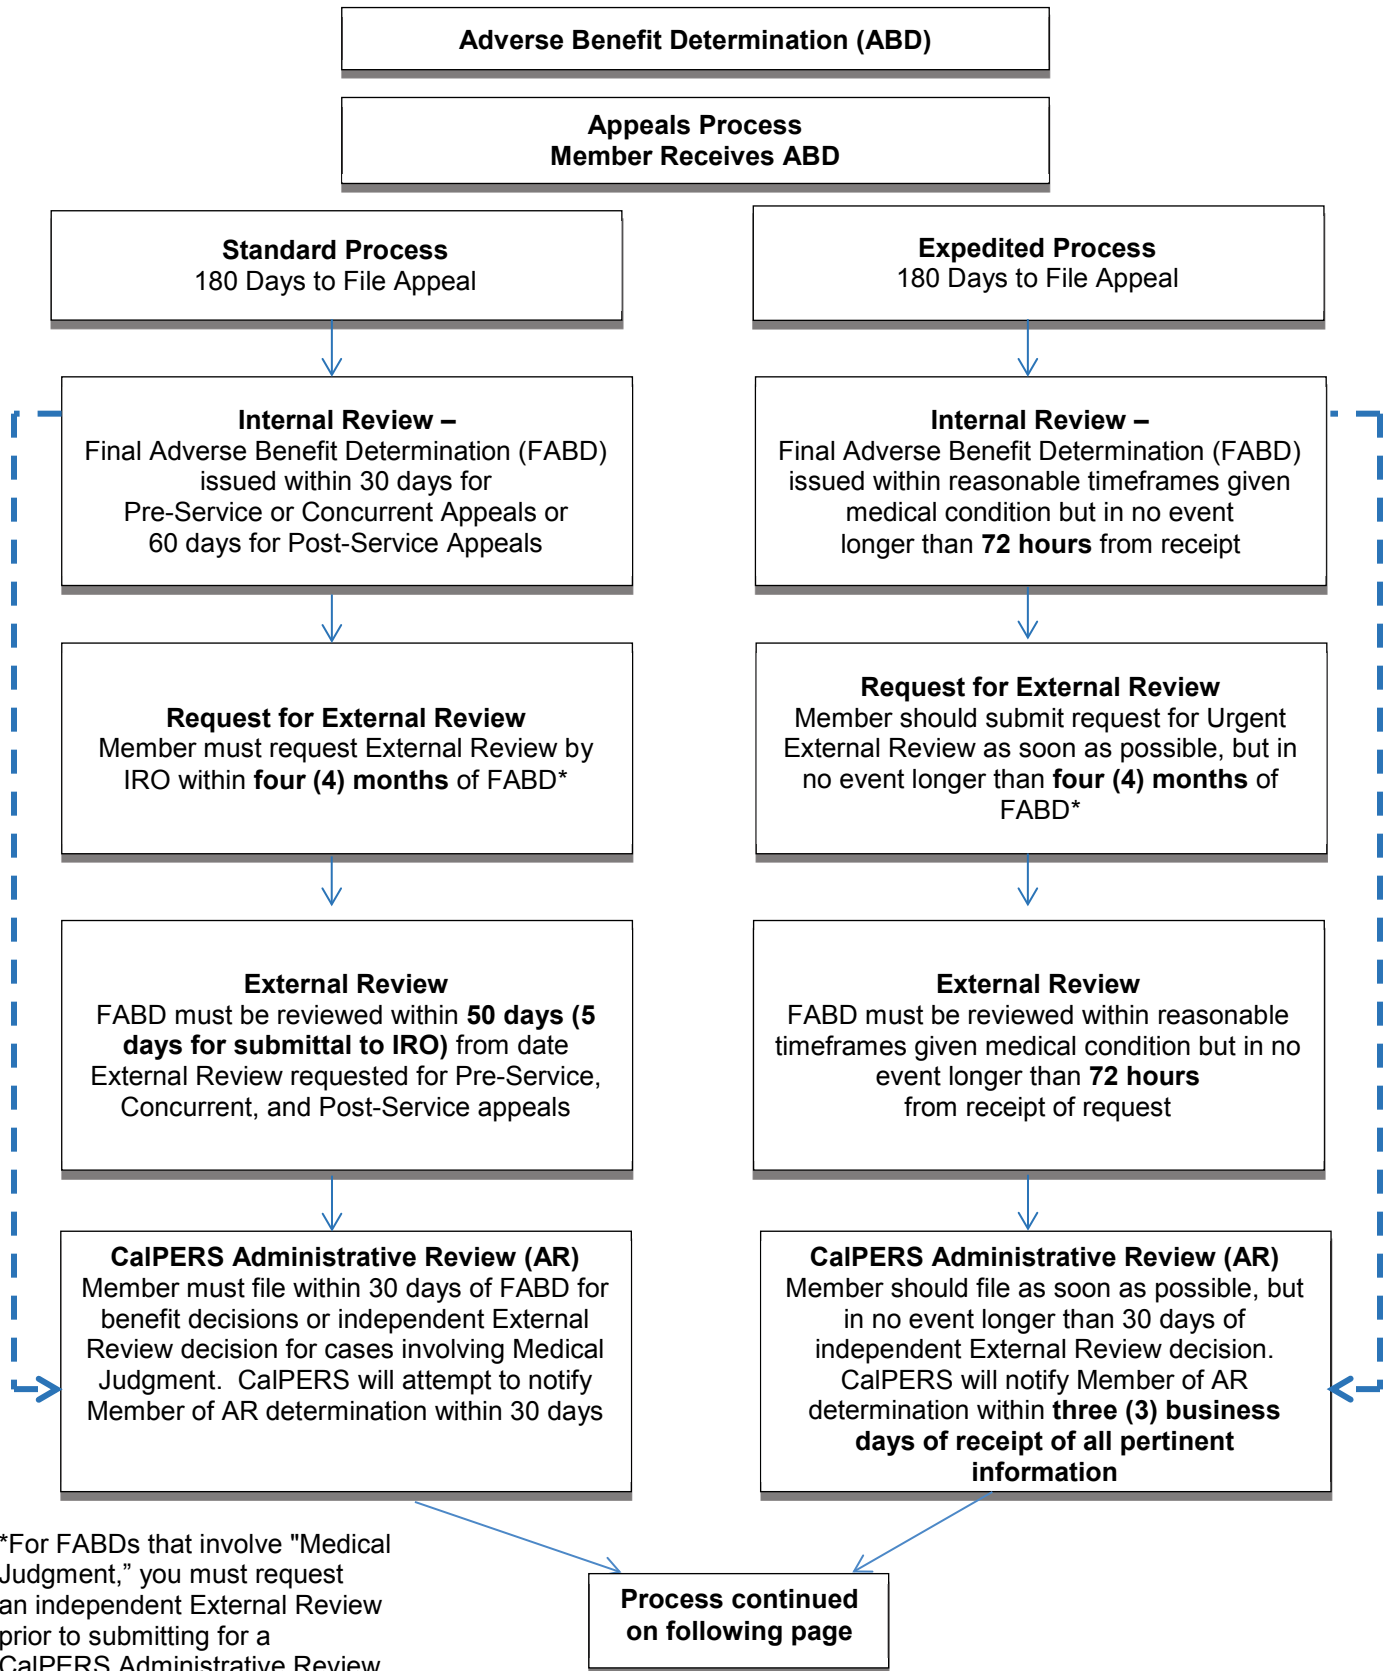 Adverse Benefit Determination (ABD)
Appeals Process
Member Receives ABD
Standard Process
180 Days to File Appeal
Expedited Process
180 Days to File Appeal
Internal Review –
Final Adverse Benefit Determination (FABD)
issued within 30 days for
Pre-Service or Concurrent Appeals or
60 days for Post-Service Appeals
Internal Review –
Final Adverse Benefit Determination (FABD)
issued within reasonable timeframes given
medical condition but in no event
longer than 72 hours from receipt
Request for External Review
Member must request External Review by
IRO within four (4) months of FABD*
Request for External Review
Member should submit request for Urgent
External Review as soon as possible, but in
no event longer than four (4) months of
FABD*
External Review
FABD must be reviewed within 50 days (5
days for submittal to IRO) from date
External Review requested for Pre-Service,
Concurrent, and Post-Service appeals
External Review
FABD must be reviewed within reasonable
timeframes given medical condition but in no
event longer than 72 hours
from receipt of request
CalPERS Administrative Review (AR)
Member must file within 30 days of FABD for
benefit decisions or independent External
Review decision for cases involving Medical
Judgment.  CalPERS will attempt to notify
Member of AR determination within 30 days
CalPERS Administrative Review (AR)
Member should file as soon as possible, but
in no event longer than 30 days of
independent External Review decision.
CalPERS will notify Member of AR
determination within three (3) business
days of receipt of all pertinent
information
*For FABDs that involve "Medical
Judgment,” you must request
an independent External Review
prior to submitting for a
CalPERS Administrative Review
Process continued
on following page